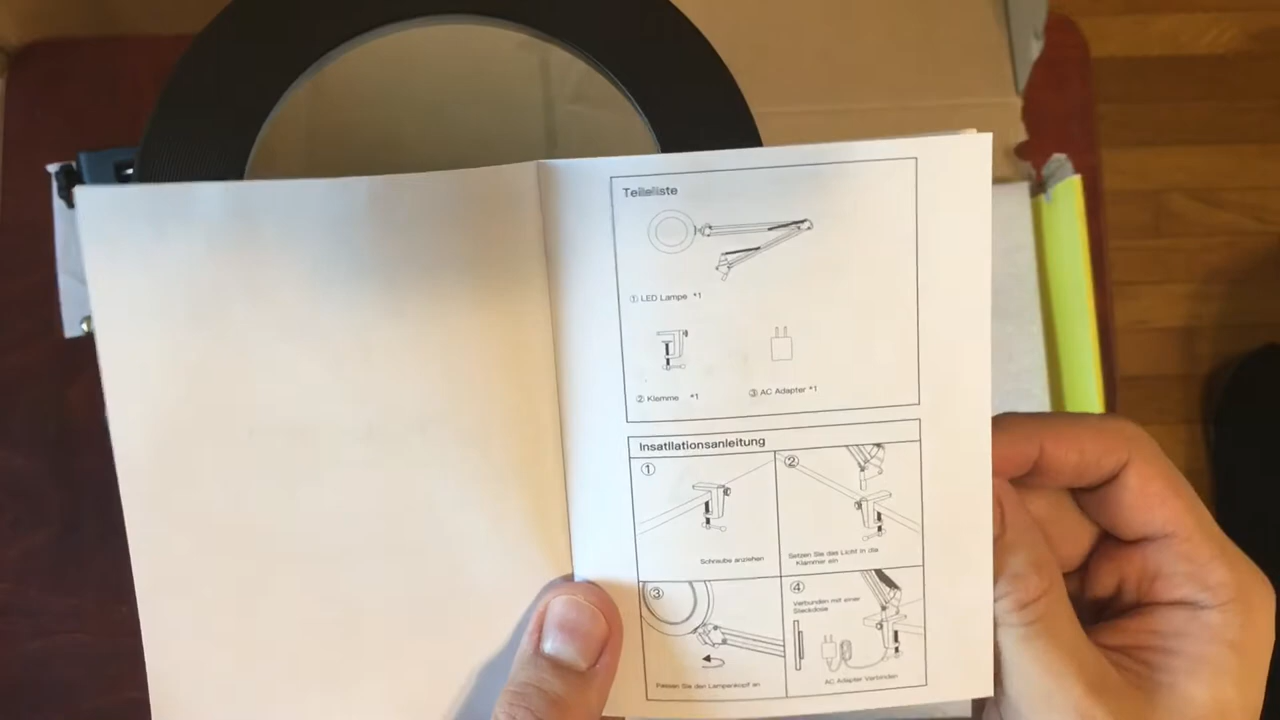 Teileliste
① LED Lampe *1
② Klemme *1
③ AC Adapter *1
Insatllationsanleitung
①
Schraube anziehen
②
Setzen Sie das Licht in die
Klammer ein
③
Passen Sie den Lampenkopf an
④
Verbunden mit einer
Steckdose
AC Adapter Verbinden